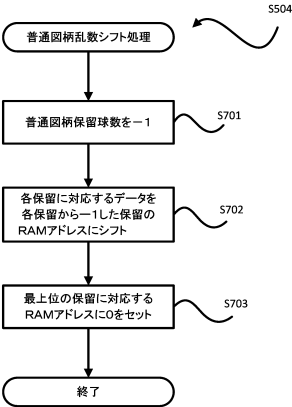 S504
普通図柄乱数シフト処理
普通図柄保留球数を－１
S701
各保留に対応するデータを
各保留から－１した保留の
RAMアドレスにシフト
S702
最上位の保留に対応する
RAMアドレスに０をセット
S703
終了